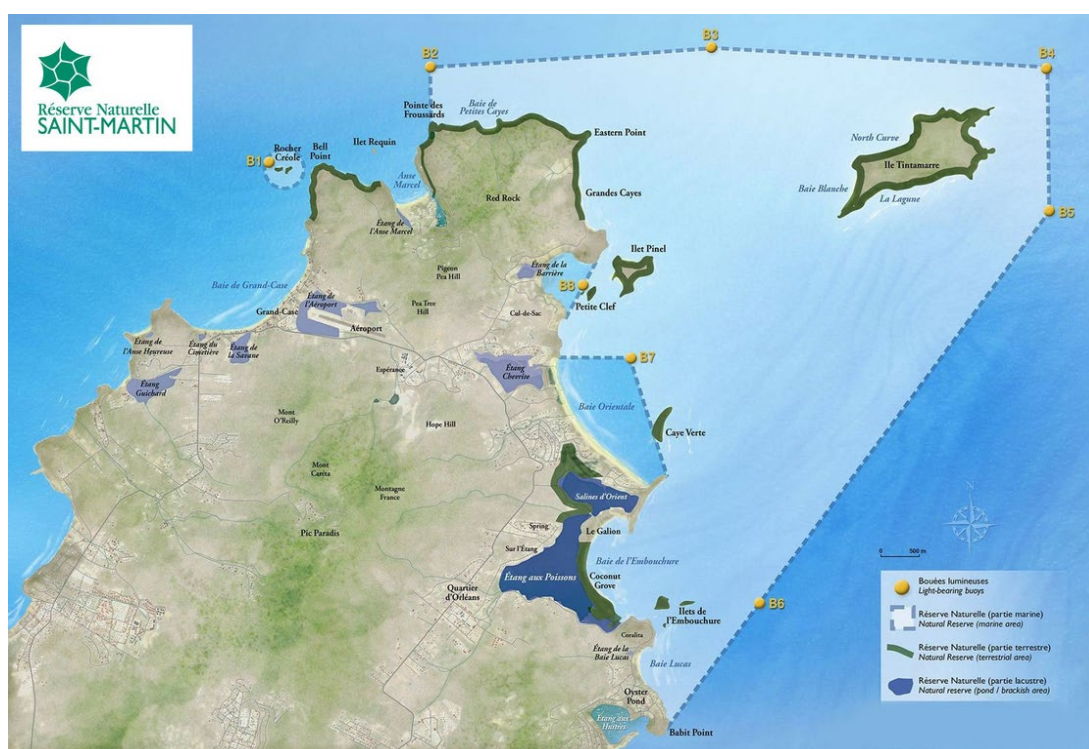 Réserve Naturelle
SAINT-MARTIN
B1
B2
B3
B4
B5
B6
B7
B8
Rocher
Créole
Bell
Point
Ilet Requin
Pointe des
Froussards
Baie de
Petites Cayes
Eastern Point
Anse
Marcel
Red Rock
Grandes Cayes
Étang de
l'Anse Marcel
North Curve
Ile Tintamarre
Baie Blanche
La Lagune
Ilet Pinel
Étang de la
Barrière
Petite Clef
Cul-de-Sac
Pigeon
Pea Hill
Pea Tree
Hill
Baie de Grand-Case
Grand-Case
Étang de
l'Aéroport
Aéroport
Étang de
l'Anse Heureuse
Étang du
Cimetière
Étang de
la Savane
Étang
Guichard
Espérance
Étang
Chevrise
Baie Orientale
Caye Verte
Mont
O'Reilly
Hope Hill
Mont
Carita
Montagne
France
Pic Paradis
Salines d'Orient
Spring
Le Galion
Sur l'Étang
Baie de l'Embouchure
Étang aux Poissons
Coconut
Grove
Quartier
d'Orléans
Ilets de
l'Embouchure
Coralita
Étang de la
Baie Lucas
Baie Lucas
Oyster
Pond
Étang aux
Huîtres
Babit Point
0 500 m
Bouées lumineuses
Light-bearing buoys
Réserve Naturelle (partie marine)
Natural Reserve (marine area)
Réserve Naturelle (partie terrestre)
Natural Reserve (terrestrial area)
Réserve Naturelle (partie lacustre)
Natural reserve (pond / brackish area)